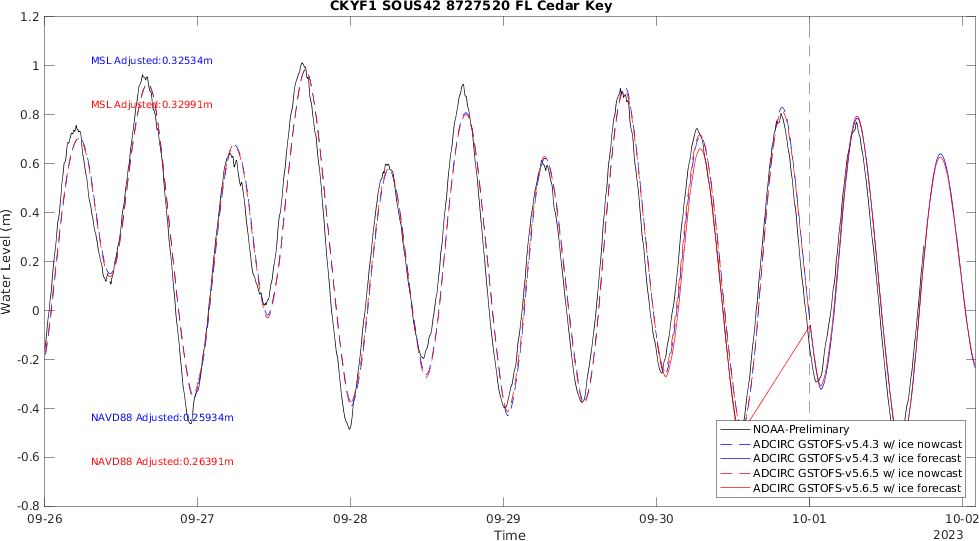 CKYF1 SOUS42 8727520 FL Cedar Key
1.2
1
0.8
0.6
0.4
0.2
0
-0.2
-0.4
-0.6
-0.8
Water Level (m)
MSL Adjusted:0.32534m
MSL Adjusted:0.32991m
NAVD88 Adjusted:0.25934m
NAVD88 Adjusted:0.26391m
NOAA-Preliminary
ADCIRC GSTOFS-v5.4.3 w/ ice nowcast
ADCIRC GSTOFS-v5.4.3 w/ ice forecast
ADCIRC GSTOFS-v5.6.5 w/ ice nowcast
ADCIRC GSTOFS-v5.6.5 w/ ice forecast
09-26 09-27 09-28 09-29 09-30 10-01 10-02
Time
2023